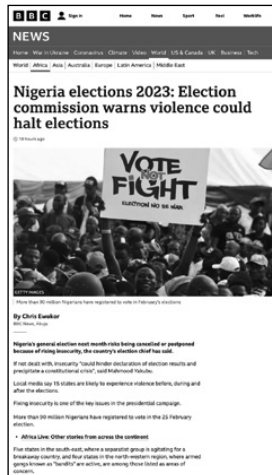 BBC Sign in Home News Sport Reel Worklife
NEWS
Home War in Ukraine Coronavirus Climate Video World US & Canada UK Business Tech
World Africa Asia Australia Europe Latin America Middle East
Nigeria elections 2023: Election
commission warns violence could
halt elections
hours ago
VOTE
NOT
FiGHT
ELECTION NO BE WAR
GETTY IMAGES
More than 90 million Nigerians have registered to vote in February's elections
By Chris Ewokor
BBC News, Abuja
Nigeria's general election next month risks being cancelled or postponed
because of rising insecurity, the country's election chief has said.
If not dealt with, insecurity "could hinder declaration of election results and
precipitate a constitutional crisis", said Mahmood Yakubu.
Local media say 15 states are likely to experience violence before, during and
after the elections.
Fixing insecurity is one of the key issues in the presidential campaign.
More than 90 million Nigerians have registered to vote in the 25 February
election.
• Africa Live: Other stories from across the continent
Five states in the south-east, where a separatist group is agitating for a
breakaway country, and four states in the north-western region, where armed
gangs known as "bandits" are active, are among those listed as areas of
concern.